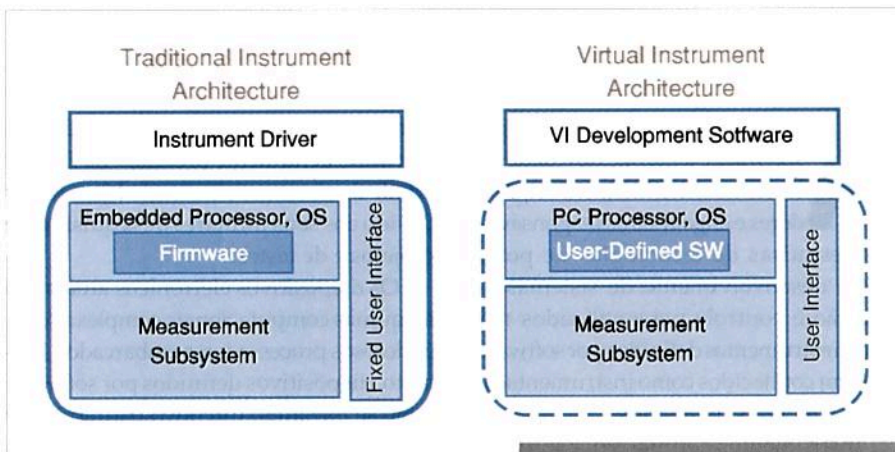 Traditional Instrument
Architecture
Instrument Driver
Embedded Processor, OS
Firmware
Measurement
Subsystem
Fixed User Interface
Virtual Instrument
Architecture
VI Development Sotfware
PC Processor, OS
User-Defined SW
Measurement
Subsystem
User Interface